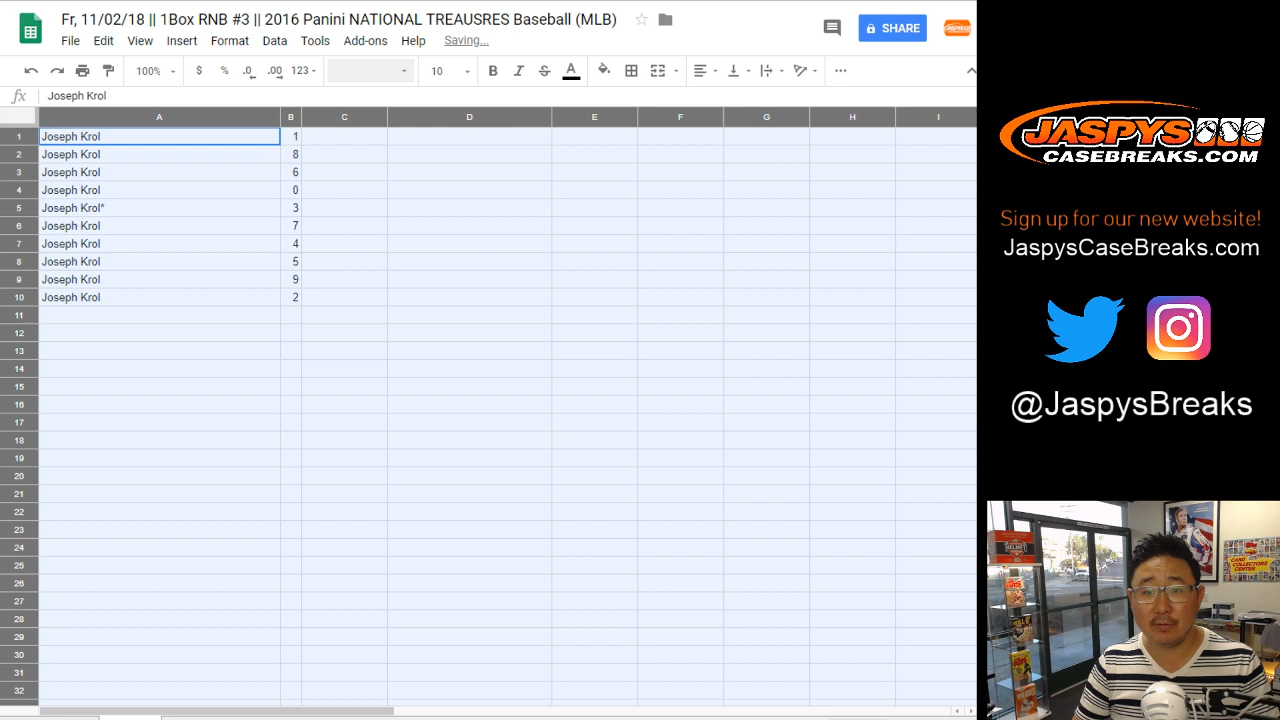 Fr, 11/02/18 || 1Box RNB #3 || 2016 Panini NATIONAL TREAUSRES Baseball (MLB)
SHARE
File Edit View Insert Format Data Tools Add-ons Help Saving...
100% $ % .0 .00 123 10 B I S A
fx Joseph Krol
A B C D E F G H I
1 Joseph Krol 1
2 Joseph Krol 8
3 Joseph Krol 6
4 Joseph Krol 0
5 Joseph Krol* 3
6 Joseph Krol 7
7 Joseph Krol 4
8 Joseph Krol 5
9 Joseph Krol 9
10 Joseph Krol 2
11
12
13
14
15
16
17
18
19
20
21
22
23
24
25
26
27
28
29
30
31
32
JASPYS
CASEBREAKS.COM
Sign up for our new website!
JaspysCaseBreaks.com
@JaspysBreaks
CARD
COLLECTORS
CENTER